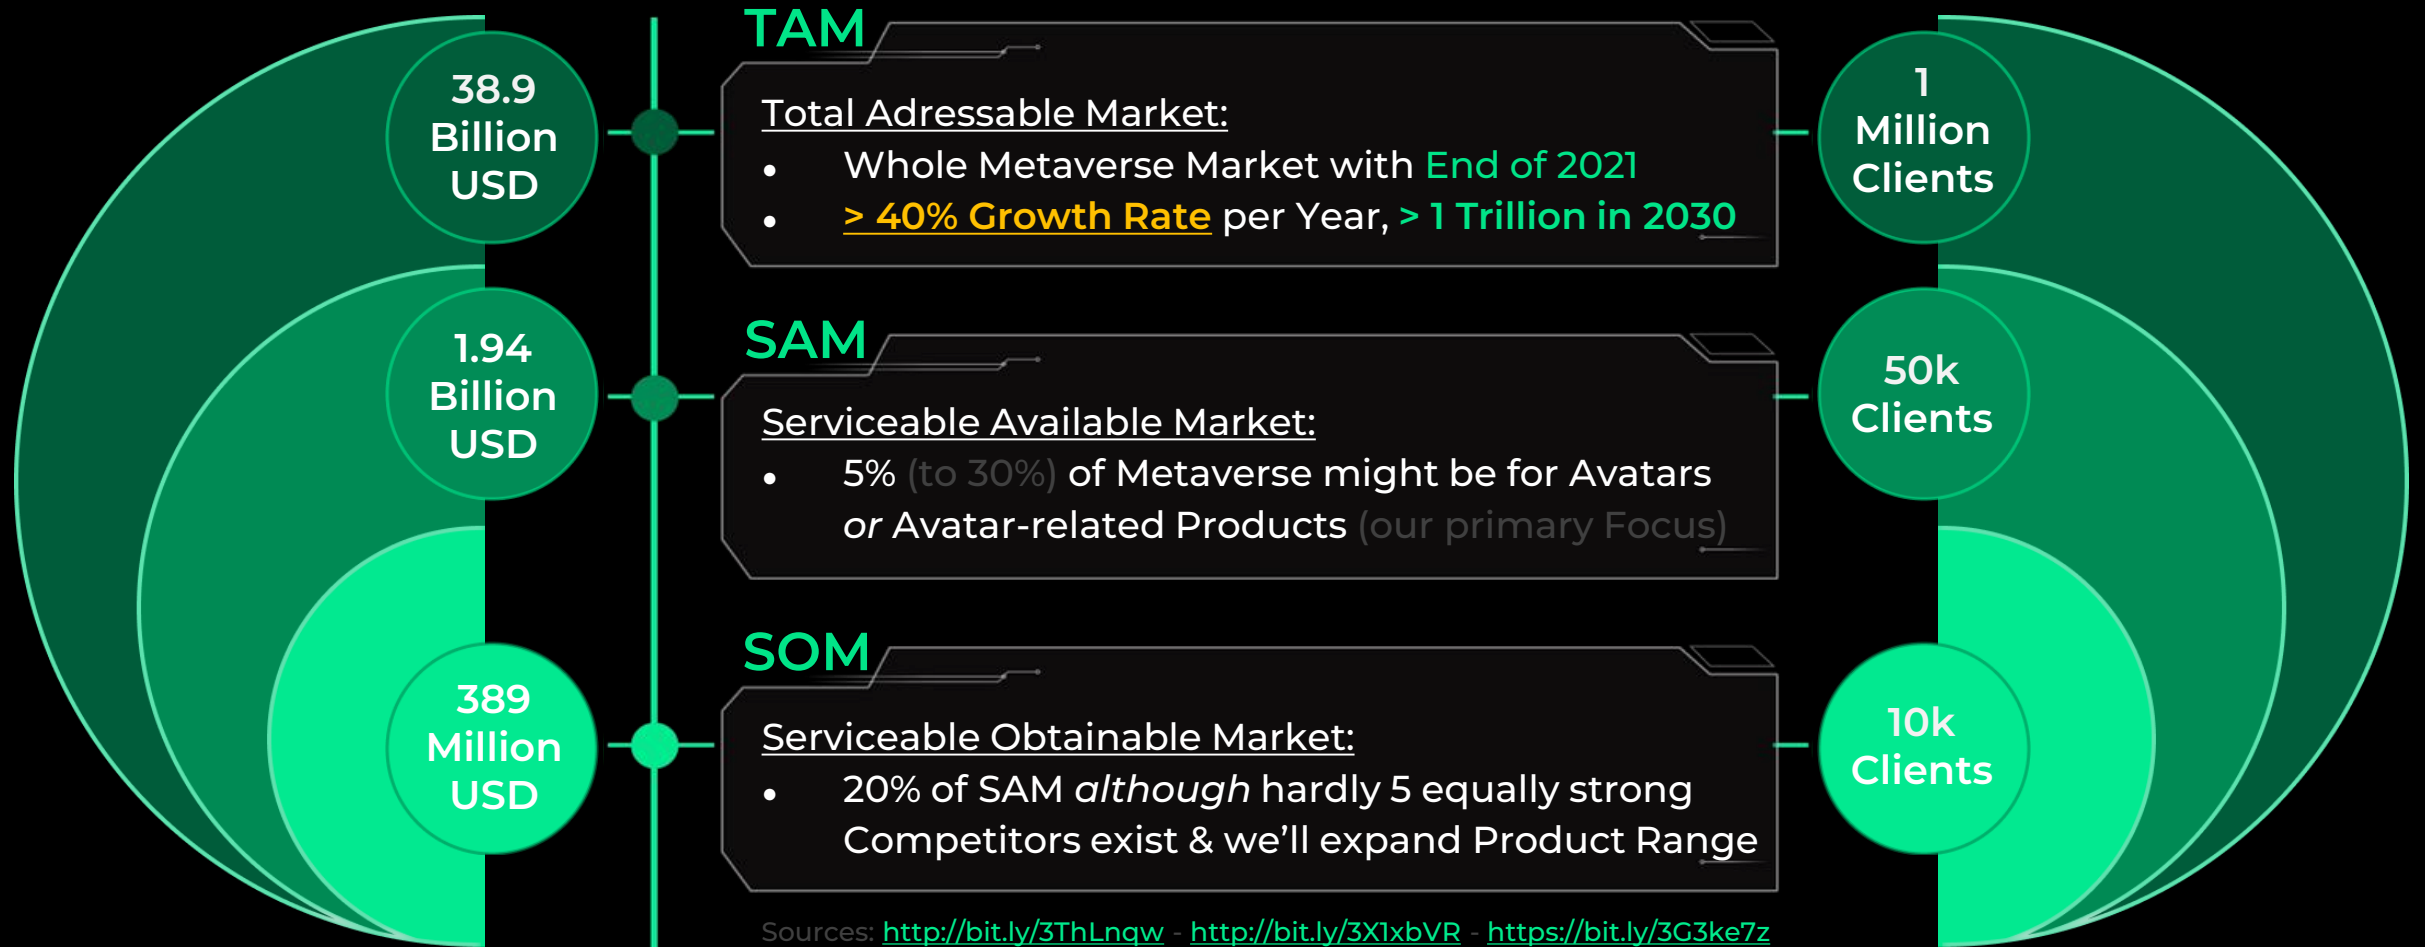 TAM
38.9
Billion
USD
Total Adressable Market:
• Whole Metaverse Market with End of 2021
• > 40% Growth Rate per Year, > 1 Trillion in 2030
1
Million
Clients
SAM
1.94
Billion
USD
Serviceable Available Market:
• 5% (to 30%) of Metaverse might be for Avatars
or Avatar-related Products (our primary Focus)
50k
Clients
SOM
389
Million
USD
Serviceable Obtainable Market:
• 20% of SAM although hardly 5 equally strong
Competitors exist & we’ll expand Product Range
10k
Clients
Sources: http://bit.ly/3ThLnqw - http://bit.ly/3X1xbVR - https://bit.ly/3G3ke7z